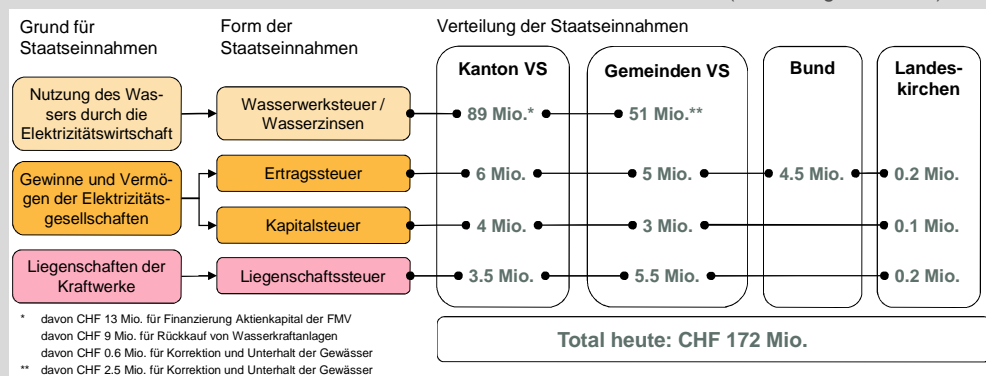 Grund für
Staatseinnahmen
Form der
Staatseinnahmen
Verteilung der Staatseinnahmen
Kanton VS
Gemeinden VS
Bund
Landes-
kirchen
Nutzung des Was-
sers durch die
Elektrizitätswirtschaft
Wasserwerksteuer /
Wasserzinsen
89 Mio.*
51 Mio.**
Gewinne und Vermö-
gen der Elektrizitäts-
gesellschaften
Ertragssteuer
6 Mio.
5 Mio.
4.5 Mio.
0.2 Mio.
Kapitalsteuer
4 Mio.
3 Mio.
0.1 Mio.
Liegenschaften der
Kraftwerke
Liegenschaftssteuer
3.5 Mio.
5.5 Mio.
0.2 Mio.
* davon CHF 13 Mio. für Finanzierung Aktienkapital der FMV
davon CHF 9 Mio. für Rückkauf von Wasserkraftanlagen
davon CHF 0.6 Mio. für Korrektion und Unterhalt der Gewässer
** davon CHF 2.5 Mio. für Korrektion und Unterhalt der Gewässer
Total heute: CHF 172 Mio.